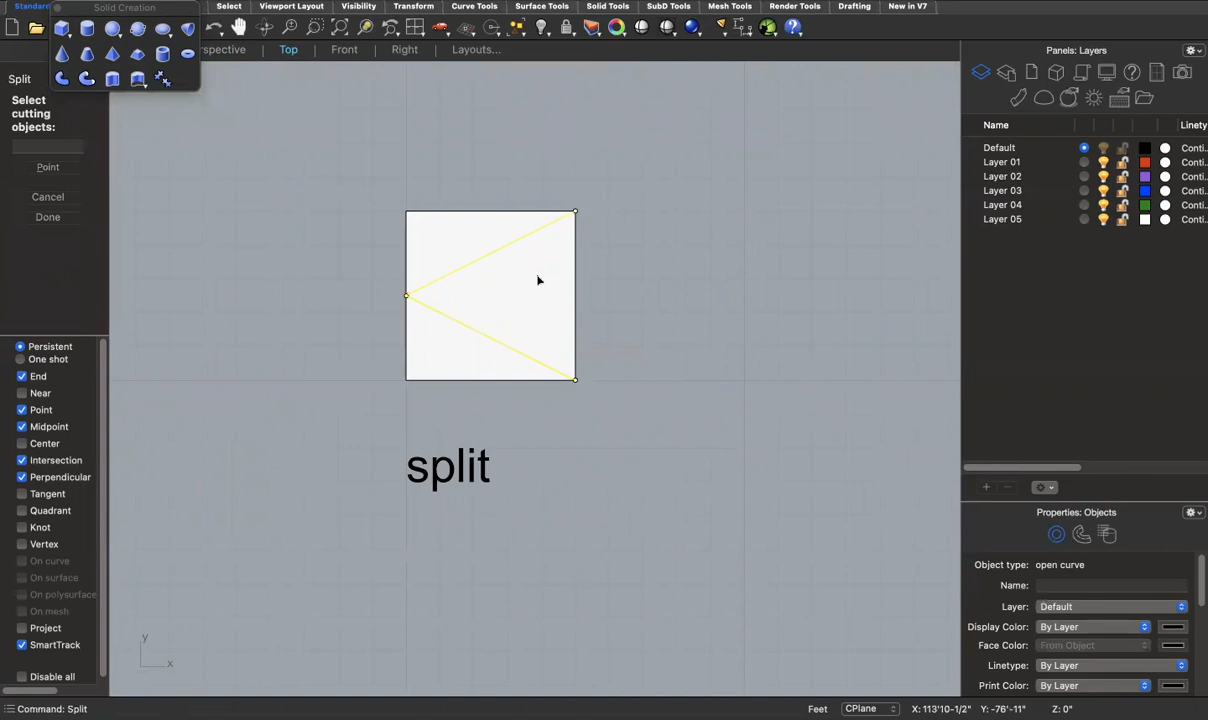 Standard
Solid Creation
Select
Viewport Layout
Visibility
Transform
Curve Tools
Surface Tools
Solid Tools
SubD Tools
Mesh Tools
Render Tools
Drafting
New in V7
spective
Top
Front
Right
Layouts...
Panels: Layers
Split
Select
cutting
objects:
Point
Cancel
Done
Name
Linety
Default
Conti..
Layer 01
Conti..
Layer 02
Conti..
Layer 03
Conti..
Layer 04
Conti..
Layer 05
Conti..
split
Persistent
One shot
End
Near
Point
Midpoint
Center
Intersection
Perpendicular
Tangent
Quadrant
Knot
Vertex
On curve
On surface
On polysurface
On mesh
Project
SmartTrack
Disable all
y
x
Properties: Objects
Object type: open curve
Name:
Layer: Default
Display Color: By Layer
Face Color: From Object
Linetype: By Layer
Print Color: By Layer
Command: Split
Feet
CPlane
X: 113'10-1/2" Y: -76'-11" Z: 0"